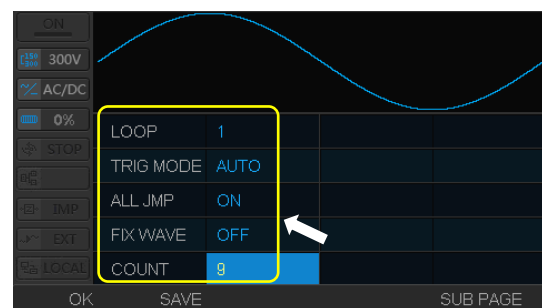 ON
300V
AC/DC
0%
STOP
IMP
EXT
LOCAL
LOOP 1
TRIG MODE AUTO
ALL JMP ON
FIX WAVE OFF
COUNT 9
OK SAVE SUB PAGE